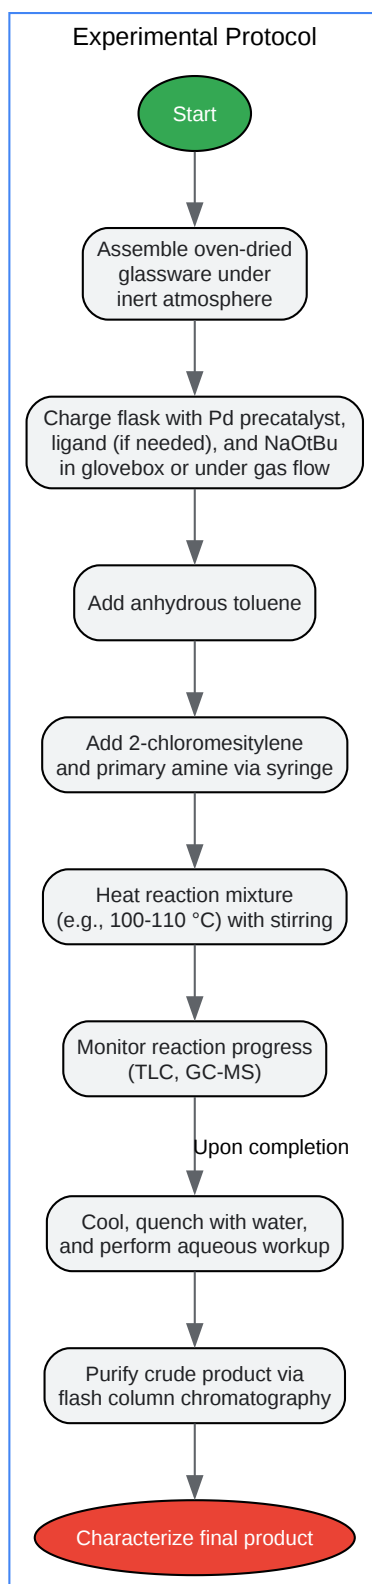 Experimental Protocol
Start
Assemble oven-dried
glassware under
inert atmosphere
Charge flask with Pd precatalyst,
ligand (if needed), and NaOtBu
in glovebox or under gas flow
Add anhydrous toluene
Add 2-chloromesitylene
and primary amine via syringe
Heat reaction mixture
(e.g., 100-110 °C) with stirring
Monitor reaction progress
(TLC, GC-MS)
Upon completion
Cool, quench with water,
and perform aqueous workup
Purify crude product via
flash column chromatography
Characterize final product